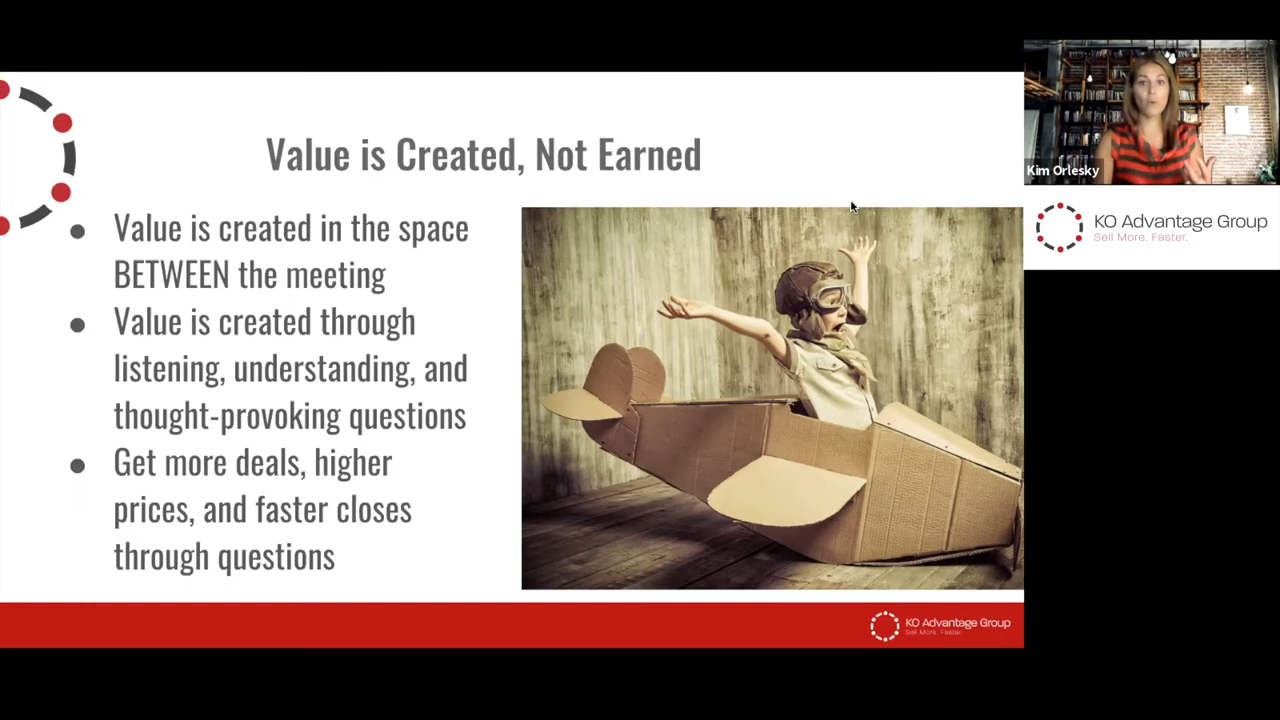 Value is Created, Not Earned
Value is created in the space
BETWEEN the meeting
Value is created through
listening, understanding, and
thought-provoking questions
Get more deals, higher
prices, and faster closes
through questions
KO Advantage Group
Sell More. Faster.
Kim Orlesky
KO Advantage Group
Sell More. Faster.